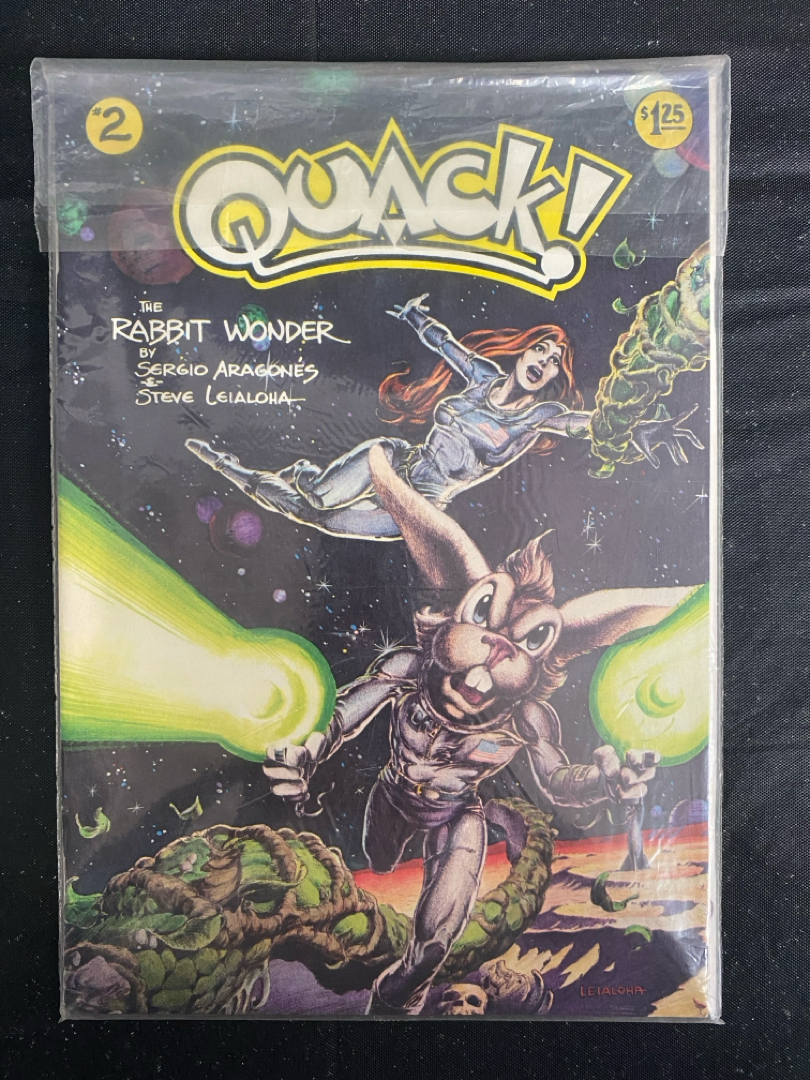 #2
$1.25
QUACK!
THE
RABBIT WONDER
BY
SERGIO ARAGONÉS
&
STEVE LEIALOHA
LEIALOHA